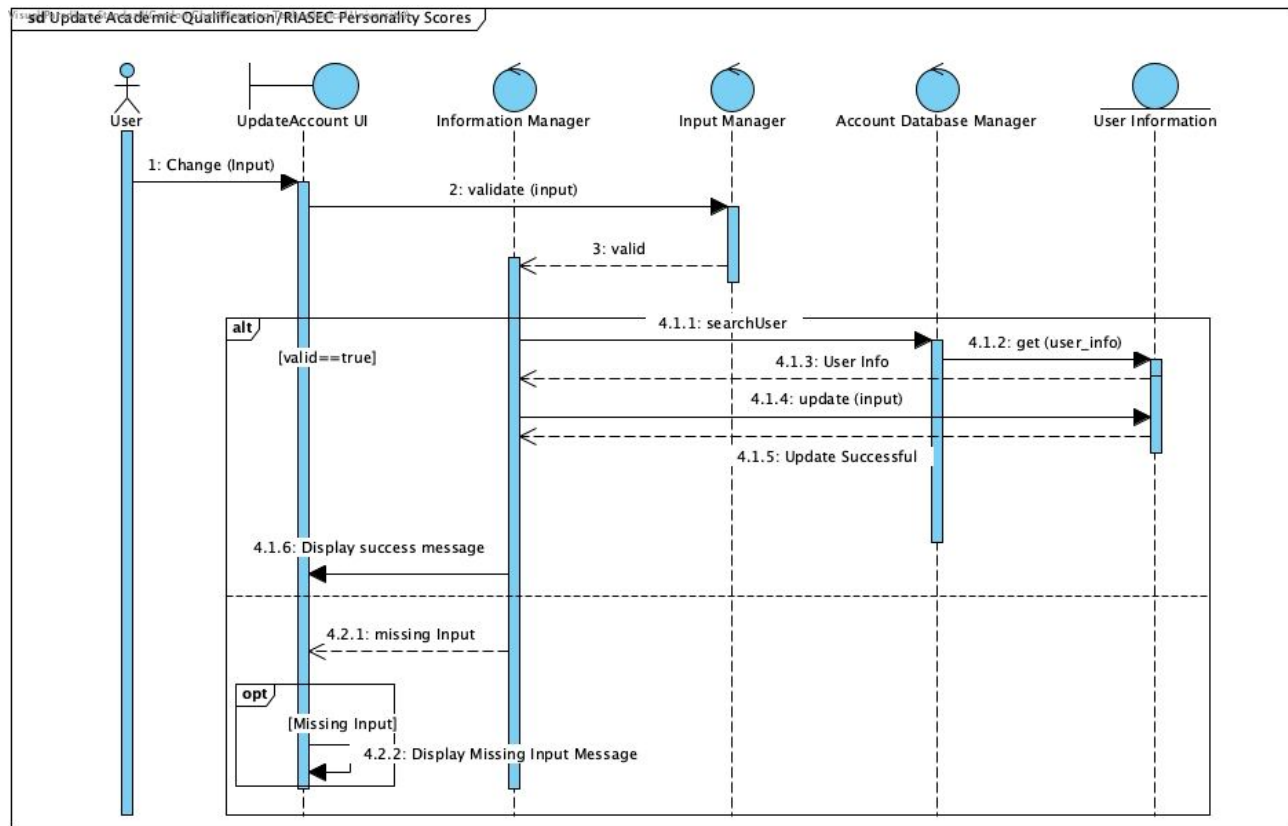 sd Update Academic Qualification/RIASEC Personality Scores
User
UpdateAccount UI
Information Manager
Input Manager
Account Database Manager
User Information
1: Change (Input)
2: validate (input)
3: valid
alt
[valid==true]
4.1.1: searchUser
4.1.2: get (user_info)
4.1.3: User Info
4.1.4: update (input)
4.1.5: Update Successful
4.1.6: Display success message
4.2.1: missing Input
opt
[Missing Input]
4.2.2: Display Missing Input Message